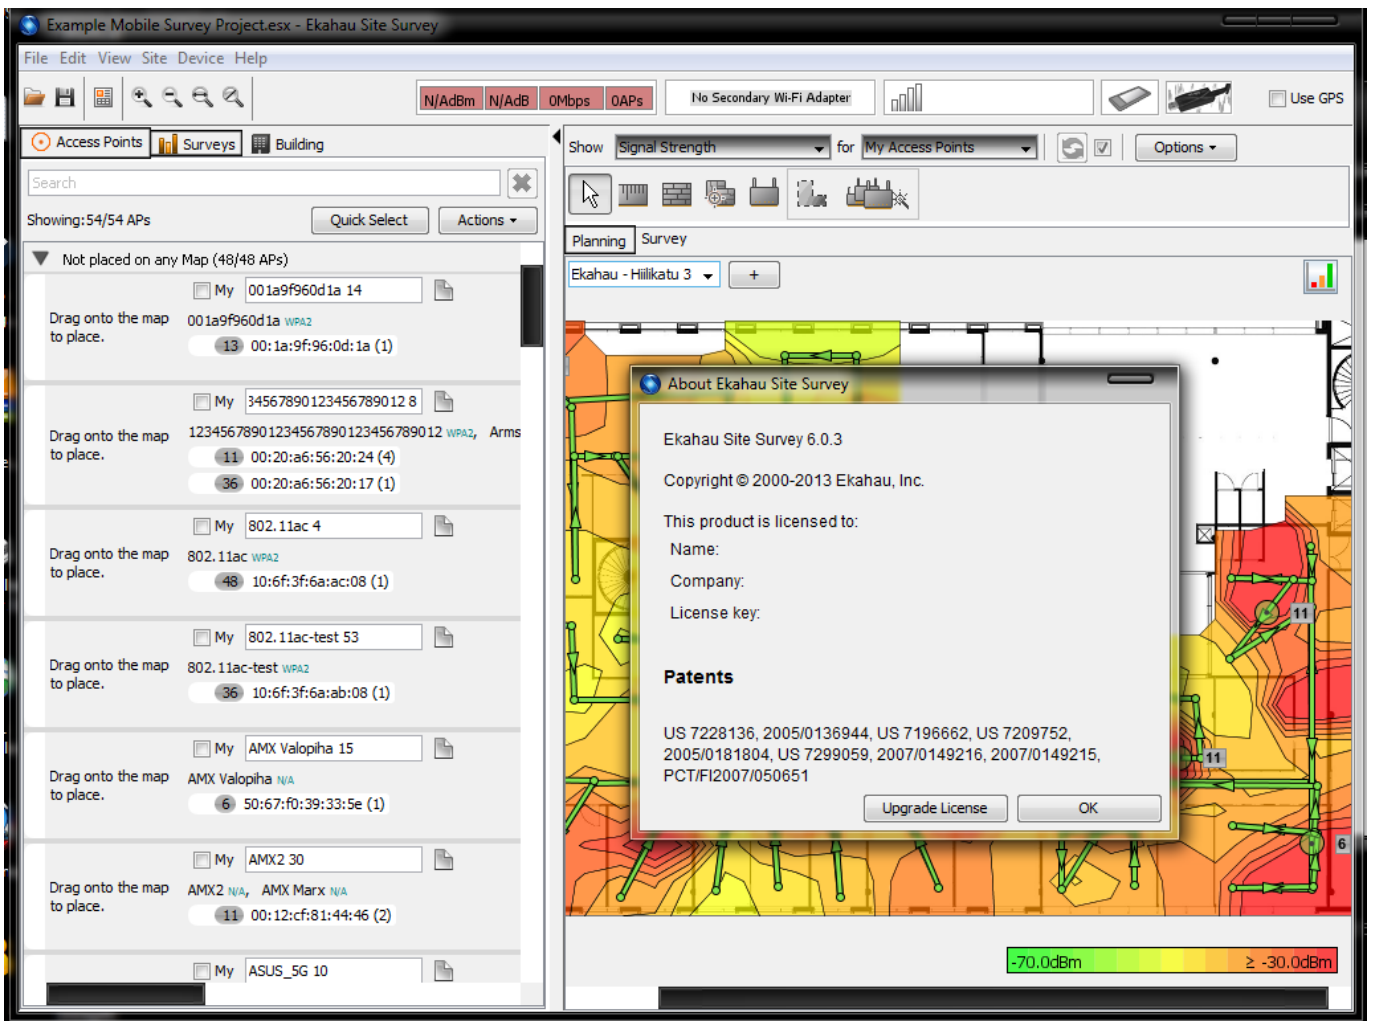 Example Mobile Survey Project.esx - Ekahau Site Survey
File Edit View Site Device Help
N/AdBm N/AdB 0Mbps 0APs
No Secondary Wi-Fi Adapter
Use GPS
Access Points Surveys Building
Show Signal Strength for My Access Points Options
Search
Showing:54/54 APs Quick Select Actions
Planning Survey
Not placed on any Map (48/48 APs)
Ekahau - Hiilikatu 3 +
My 001a9f960d1a 14
Drag onto the map
to place.
001a9f960d1a WPA2
13 00:1a:9f:96:0d:1a (1)
My 3456789012345678901 2 8
Drag onto the map
to place.
12345678901234567890123456789012 WPA2, Arms
11 00:20:a6:56:20:24 (4)
36 00:20:a6:56:20:17 (1)
My 802.11ac 4
Drag onto the map
to place.
802.11ac WPA2
48 10:6f:3f:6a:ac:08 (1)
My 802.11ac-test 53
Drag onto the map
to place.
802.11ac-test WPA2
36 10:6f:3f:6a:ab:08 (1)
My AMX Valopiha 15
Drag onto the map
to place.
AMX Valopiha N/A
6 50:67:f0:39:33:5e (1)
My AMX2 30
Drag onto the map
to place.
AMX2 N/A, AMX Marx N/A
11 00:12:cf:81:44:46 (2)
My ASUS_5G 10
About Ekahau Site Survey
Ekahau Site Survey 6.0.3
Copyright © 2000-2013 Ekahau, Inc.
This product is licensed to:
Name:
Company:
License key:
Patents
US 7228136, 2005/0136944, US 7196662, US 7209752,
2005/0181804, US 7299059, 2007/0149216, 2007/0149215,
PCT/FI2007/050651
Upgrade License OK
11
11
6
-70.0dBm ≥ -30.0dBm